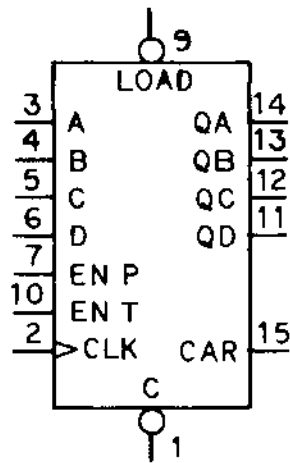 9
LOAD
3 A QA 14
4 B QB 13
5 C QC 12
6 D QD 11
7 EN P
10 EN T
2 CLK CAR 15
C
1